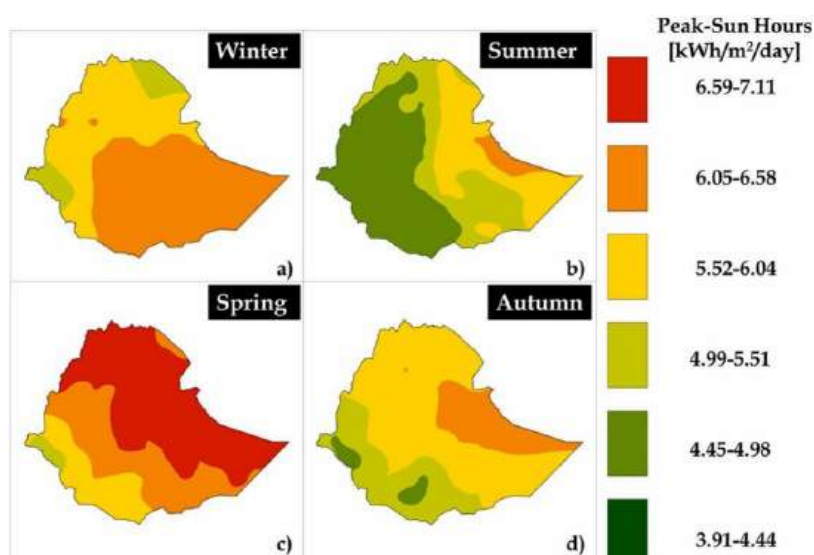 Winter
a)
Summer
b)
Spring
c)
Autumn
d)
Peak-Sun Hours
[kWh/m²/day]
6.59-7.11
6.05-6.58
5.52-6.04
4.99-5.51
4.45-4.98
3.91-4.44